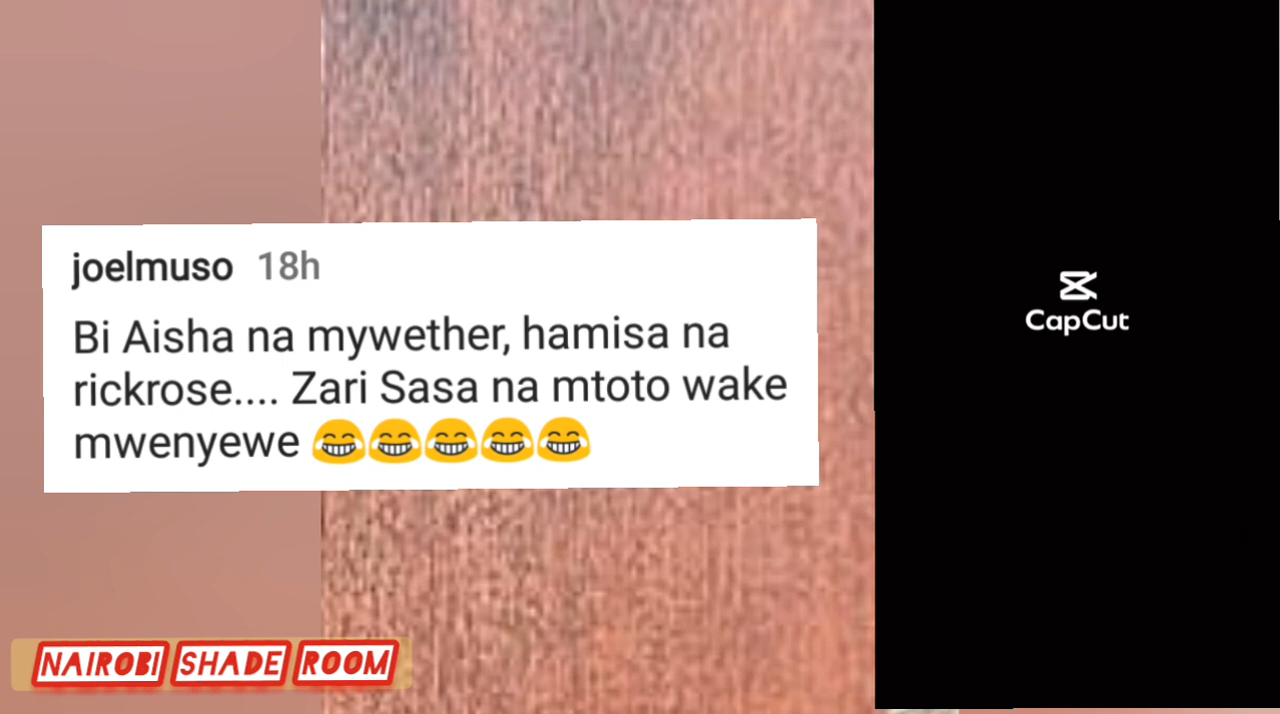 joelmuso 18h
Bi Aisha na mywether, hamisa na
rickrose.... Zari Sasa na mtoto wake
mwenyewe 😂😂😂😂😂
CapCut
NAIROBI SHADE ROOM